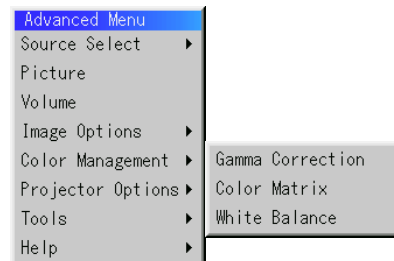 Advanced Menu
Source Select
Picture
Volume
Image Options
Color Management
Projector Options
Tools
Help
Gamma Correction
Color Matrix
White Balance